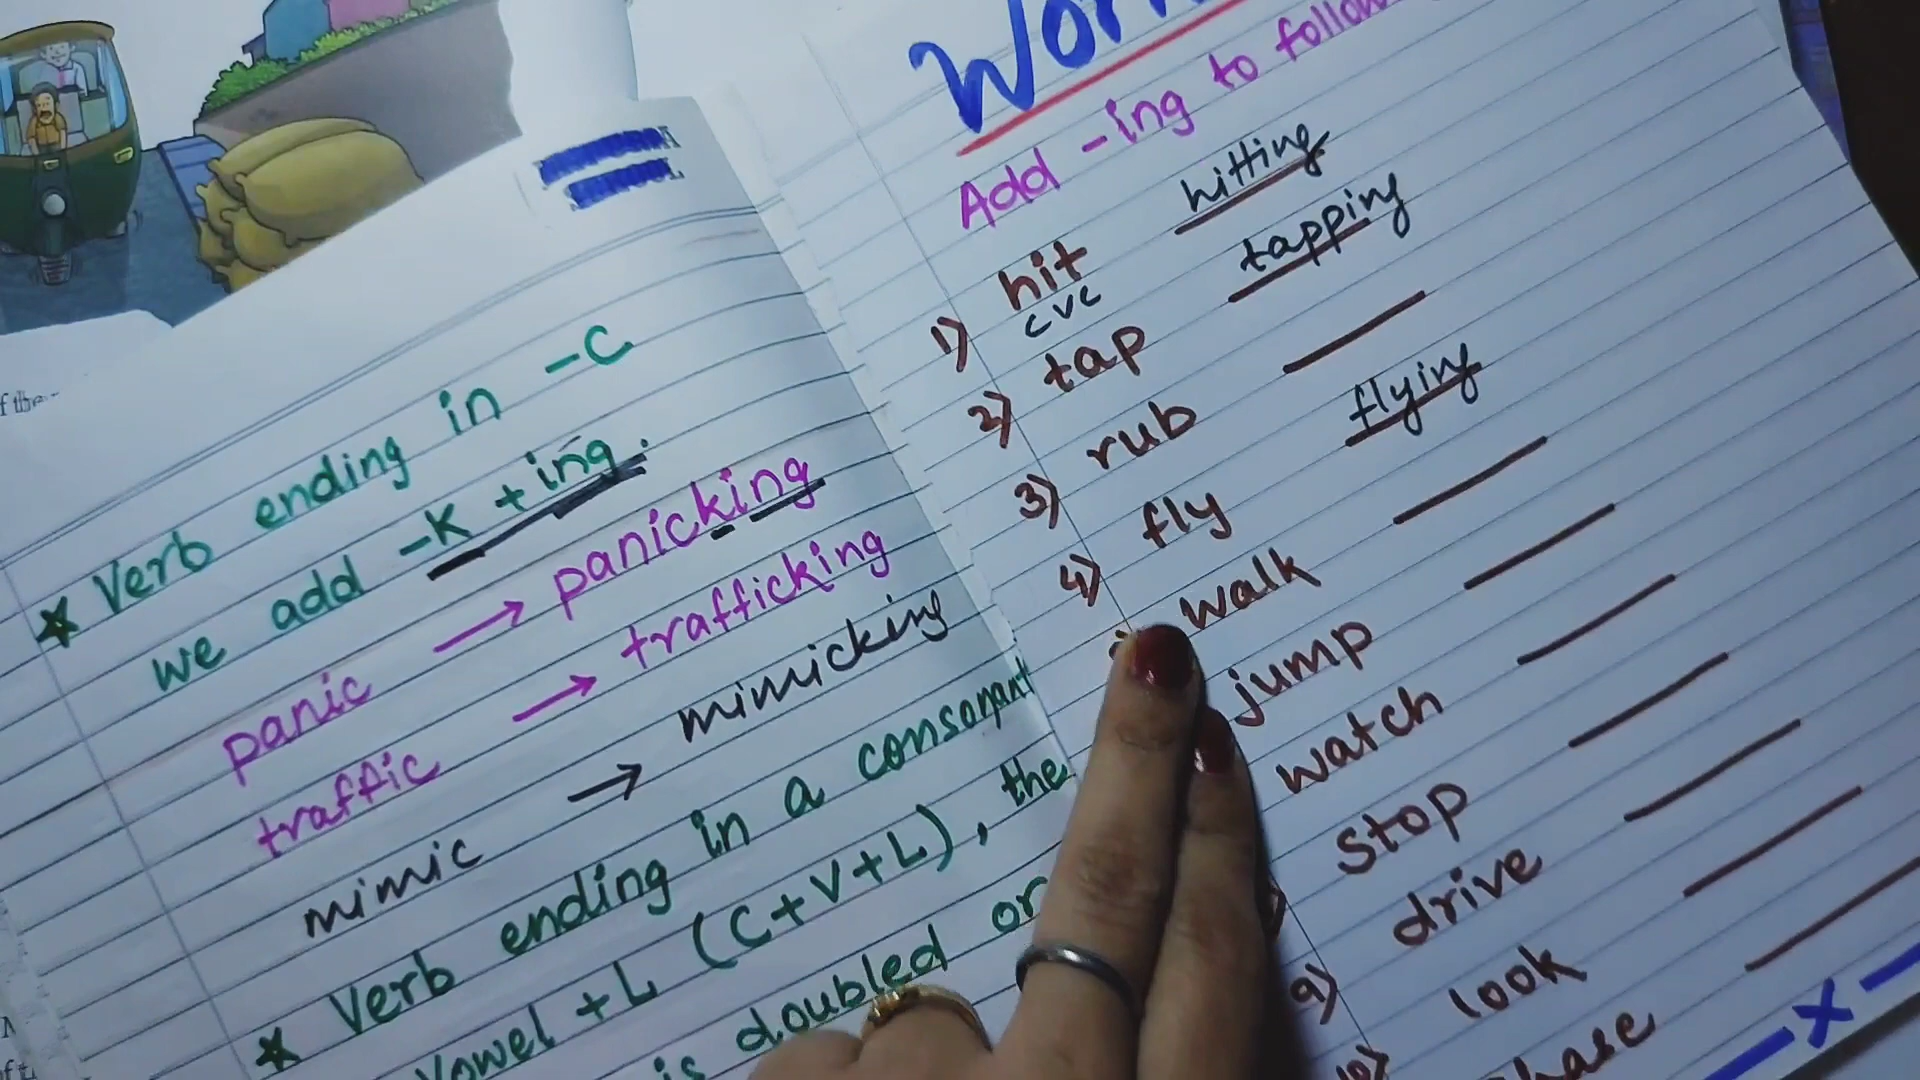 * Verb ending in -C
we add -K + ing.
panic → panicking
traffic → trafficking
mimic → mimicking
* Verb ending in a consonant
Vowel + L (C+V+L), the
is doubled or
Add -ing to
1) hit hitting
CVC
2) tap tapping
3) rub
4) fly flying
walk
jump
watch
stop
drive
9) look
10)
-X-